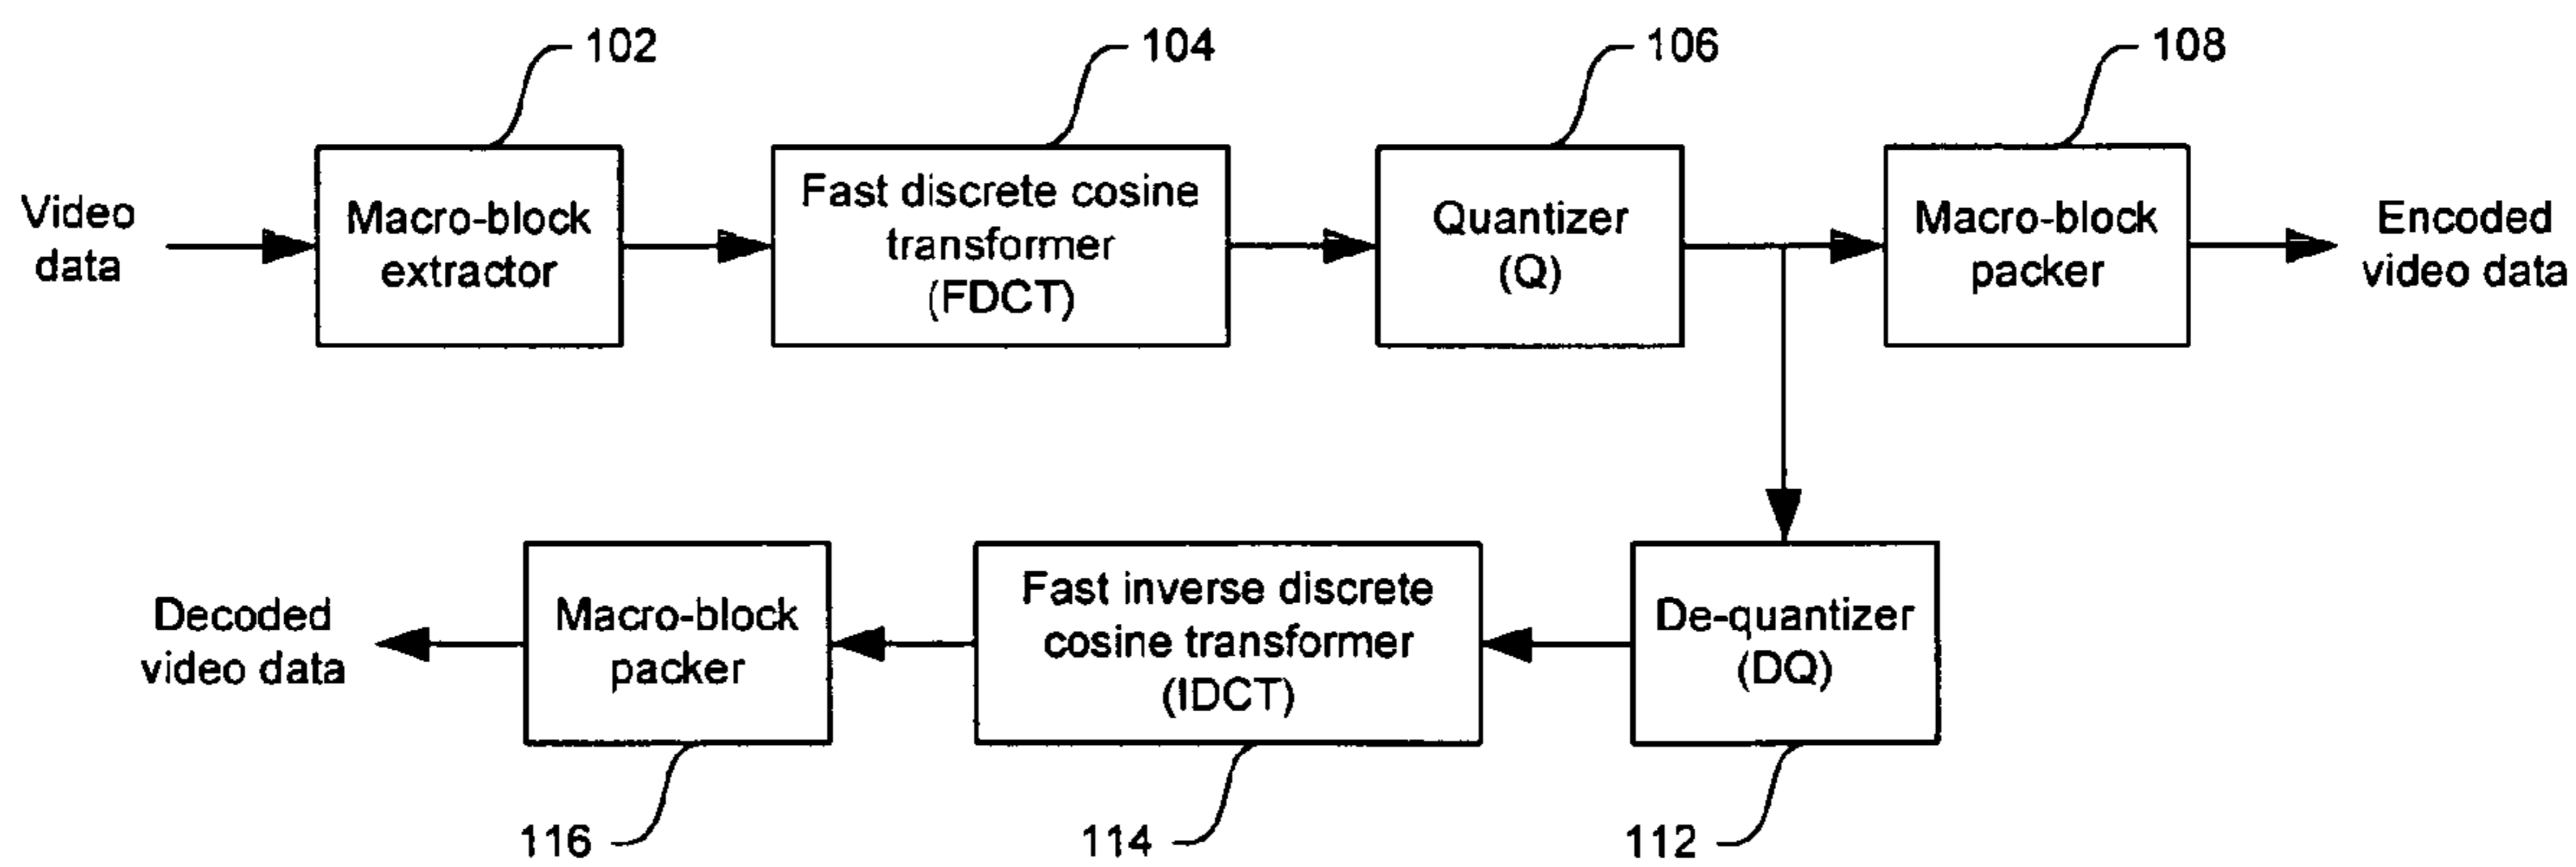 102
104
106
108
Video
data
Macro-block
extractor
Fast discrete cosine
transformer
(FDCT)
Quantizer
(Q)
Macro-block
packer
Encoded
video data
Decoded
video data
Macro-block
packer
Fast inverse discrete
cosine transformer
(IDCT)
De-quantizer
(DQ)
116
114
112